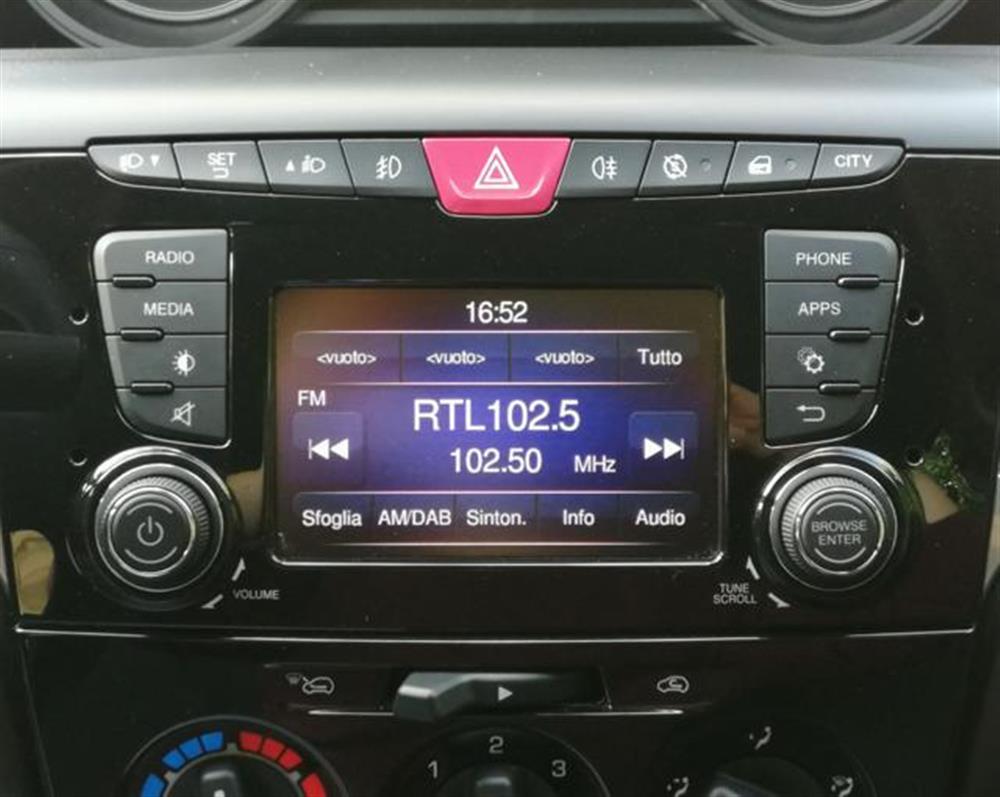 SET CITY
RADIO
MEDIA
PHONE
APPS
16:52
<vuoto> <vuoto> <vuoto> Tutto
FM
RTL102.5
102.50 MHz
Sfoglia AM/DAB Sinton. Info Audio
BROWSE
ENTER
VOLUME
TUNE
SCROLL
1 2 3